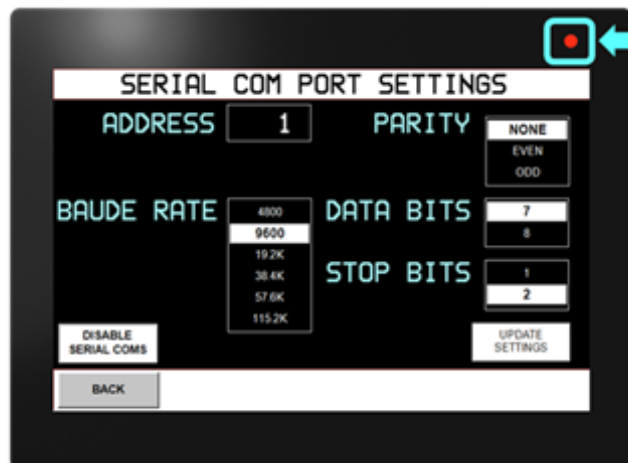 SERIAL COM PORT SETTINGS
ADDRESS 1 PARITY NONE
EVEN
ODD
BAUDE RATE 4800 DATA BITS 7
9600 8
19.2K
38.4K STOP BITS 1
57.6K 2
115.2K
DISABLE
SERIAL COMS
UPDATE
SETTINGS
BACK